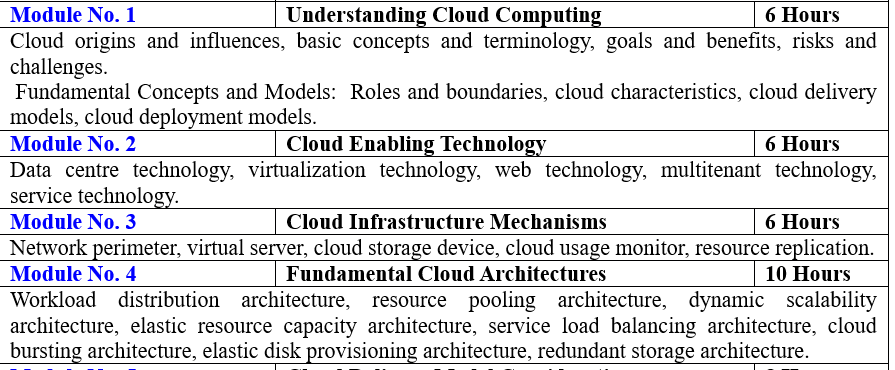 Module No. 1 Understanding Cloud Computing 6 Hours
Cloud origins and influences, basic concepts and terminology, goals and benefits, risks and
challenges.
Fundamental Concepts and Models: Roles and boundaries, cloud characteristics, cloud delivery
models, cloud deployment models.
Module No. 2 Cloud Enabling Technology 6 Hours
Data centre technology, virtualization technology, web technology, multitenant technology,
service technology.
Module No. 3 Cloud Infrastructure Mechanisms 6 Hours
Network perimeter, virtual server, cloud storage device, cloud usage monitor, resource replication.
Module No. 4 Fundamental Cloud Architectures 10 Hours
Workload distribution architecture, resource pooling architecture, dynamic scalability
architecture, elastic resource capacity architecture, service load balancing architecture, cloud
bursting architecture, elastic disk provisioning architecture, redundant storage architecture.